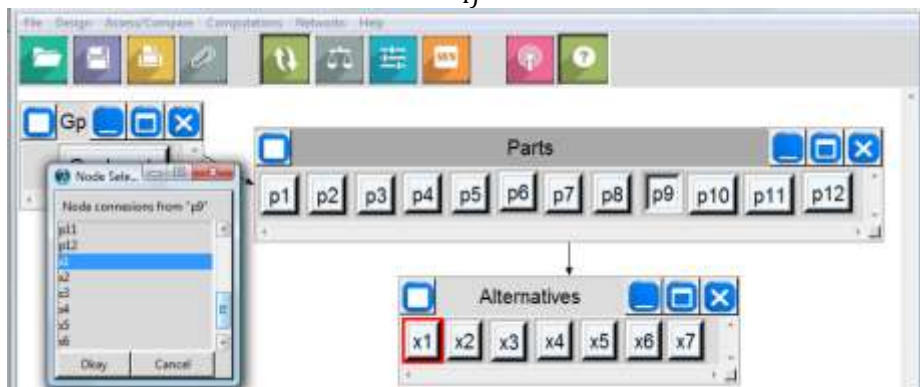 ij
File Design Assess/Compare Computations Networks Help
Gp
Parts
p1 p2 p3 p4 p5 p6 p7 p8 p9 p10 p11 p12
Node Sele...
Node connexions from "p9"
p11
p12
x1
x2
x3
x4
x5
x6
Okay Cancel
Alternatives
x1 x2 x3 x4 x5 x6 x7